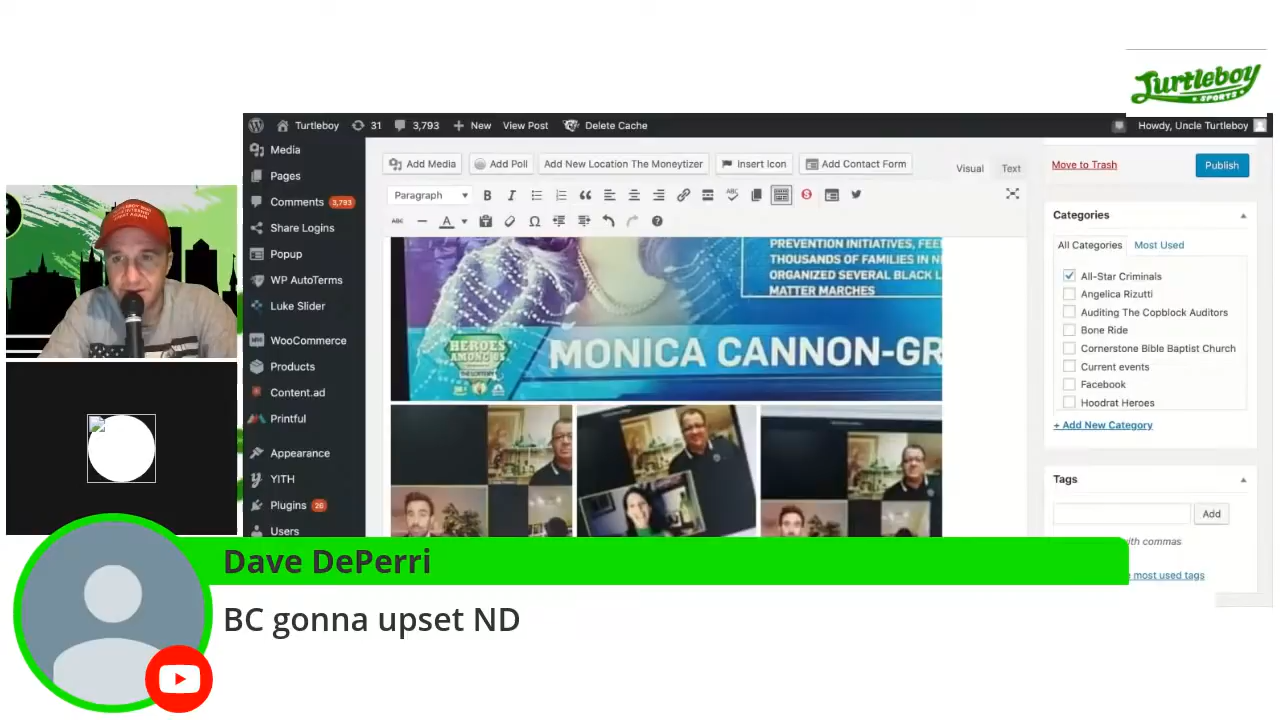 Turtleboy
SPORTS
Turtleboy
31
3,793
New
View Post
Delete Cache
Howdy, Uncle Turtleboy
Media
Pages
Comments 3,793
Share Logins
Popup
WP AutoTerms
Luke Slider
WooCommerce
Products
Content.ad
Printful
Appearance
YITH
Plugins 26
Users
Add Media
Add Poll
Add New Location The Moneytizer
Insert Icon
Add Contact Form
Visual
Text
Paragraph
ABC
PREVENTION INITIATIVES, FEE
THOUSANDS OF FAMILIES IN N
ORGANIZED SEVERAL BLACK L
MATTER MARCHES
HEROES
AMONG US
MONICA CANNON-GR
Move to Trash
Publish
Categories
All Categories
Most Used
All-Star Criminals
Angelica Rizutti
Auditing The Copblock Auditors
Bone Ride
Cornerstone Bible Baptist Church
Current events
Facebook
Hoodrat Heroes
+ Add New Category
Tags
Add
with commas
most used tags
Dave DePerri
BC gonna upset ND